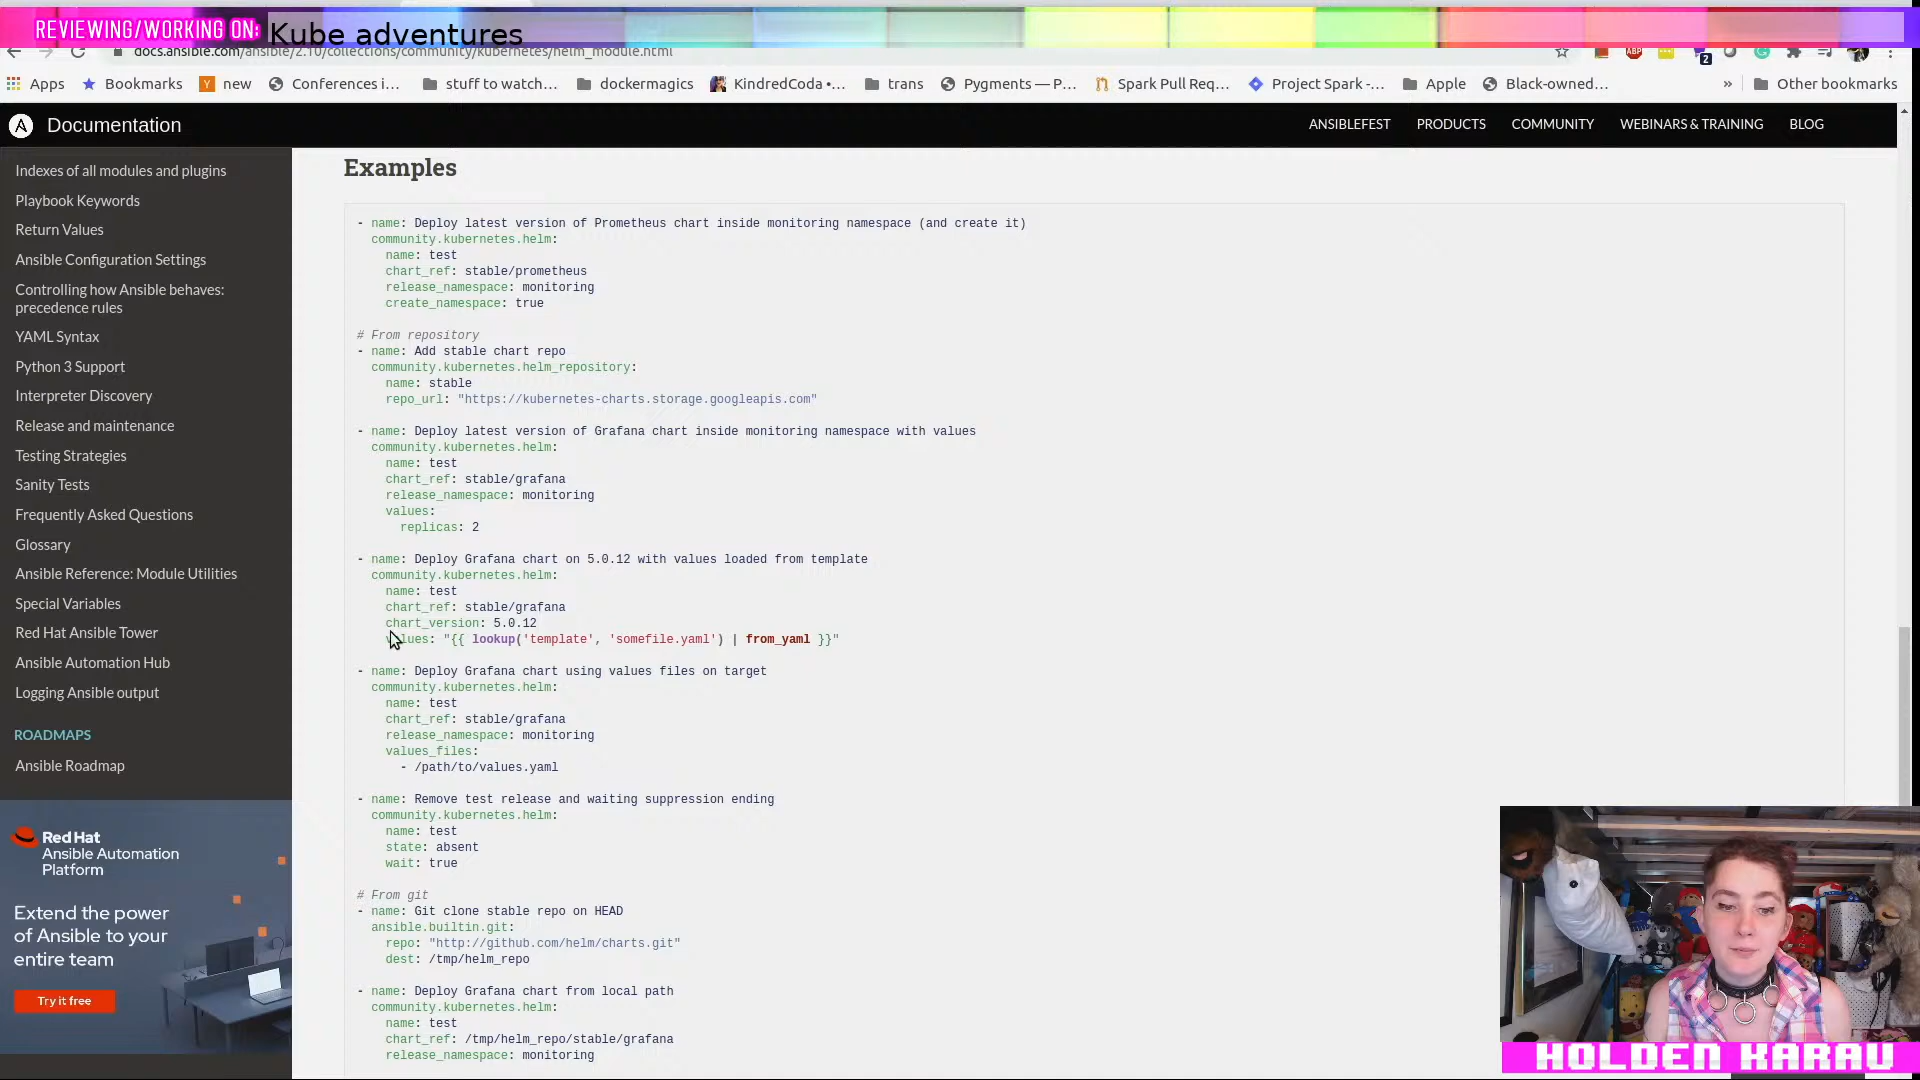 REVIEWING/WORKING ON: Kube adventures
docs.ansible.com/ansible/2.10/collections/community/kubernetes/helm_module.html
2
Apps Bookmarks new Conferences i... stuff to watch... dockermagics KindredCoda •... trans Pygments — P... Spark Pull Req... Project Spark -... Apple Black-owned... » Other bookmarks
Documentation ANSIBLEFEST PRODUCTS COMMUNITY WEBINARS & TRAINING BLOG
Indexes of all modules and plugins
Playbook Keywords
Return Values
Ansible Configuration Settings
Controlling how Ansible behaves:
precedence rules
YAML Syntax
Python 3 Support
Interpreter Discovery
Release and maintenance
Testing Strategies
Sanity Tests
Frequently Asked Questions
Glossary
Ansible Reference: Module Utilities
Special Variables
Red Hat Ansible Tower
Ansible Automation Hub
Logging Ansible output
ROADMAPS
Ansible Roadmap
Red Hat
Ansible Automation
Platform
Extend the power
of Ansible to your
entire team
Try it free
Examples
- name: Deploy latest version of Prometheus chart inside monitoring namespace (and create it)
community.kubernetes.helm:
name: test
chart_ref: stable/prometheus
release_namespace: monitoring
create_namespace: true
# From repository
- name: Add stable chart repo
community.kubernetes.helm_repository:
name: stable
repo_url: "https://kubernetes-charts.storage.googleapis.com"
- name: Deploy latest version of Grafana chart inside monitoring namespace with values
community.kubernetes.helm:
name: test
chart_ref: stable/grafana
release_namespace: monitoring
values:
replicas: 2
- name: Deploy Grafana chart on 5.0.12 with values loaded from template
community.kubernetes.helm:
name: test
chart_ref: stable/grafana
chart_version: 5.0.12
values: "{{ lookup('template', 'somefile.yaml') | from_yaml }}"
- name: Deploy Grafana chart using values files on target
community.kubernetes.helm:
name: test
chart_ref: stable/grafana
release_namespace: monitoring
values_files:
- /path/to/values.yaml
- name: Remove test release and waiting suppression ending
community.kubernetes.helm:
name: test
state: absent
wait: true
# From git
- name: Git clone stable repo on HEAD
ansible.builtin.git:
repo: "http://github.com/helm/charts.git"
dest: /tmp/helm_repo
- name: Deploy Grafana chart from local path
community.kubernetes.helm:
name: test
chart_ref: /tmp/helm_repo/stable/grafana
release_namespace: monitoring
HOLDEN KARAU